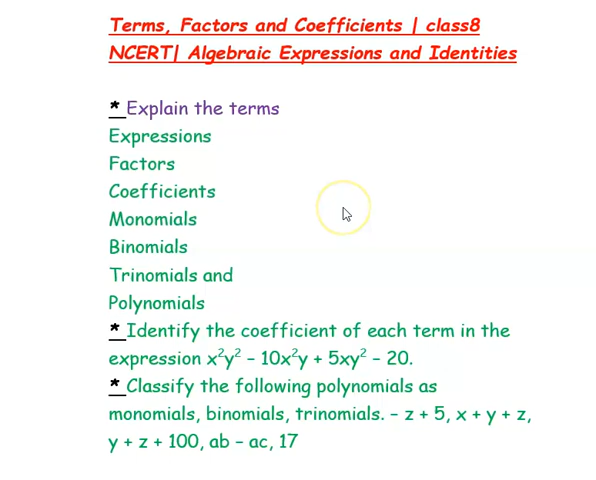 Terms, Factors and Coefficients | class8
NCERT| Algebraic Expressions and Identities
* Explain the terms
Expressions
Factors
Coefficients
Monomials
Binomials
Trinomials and
Polynomials
* Identify the coefficient of each term in the
expression x²y² – 10x²y + 5xy² – 20.
* Classify the following polynomials as
monomials, binomials, trinomials. – z + 5, x + y + z,
y + z + 100, ab – ac, 17